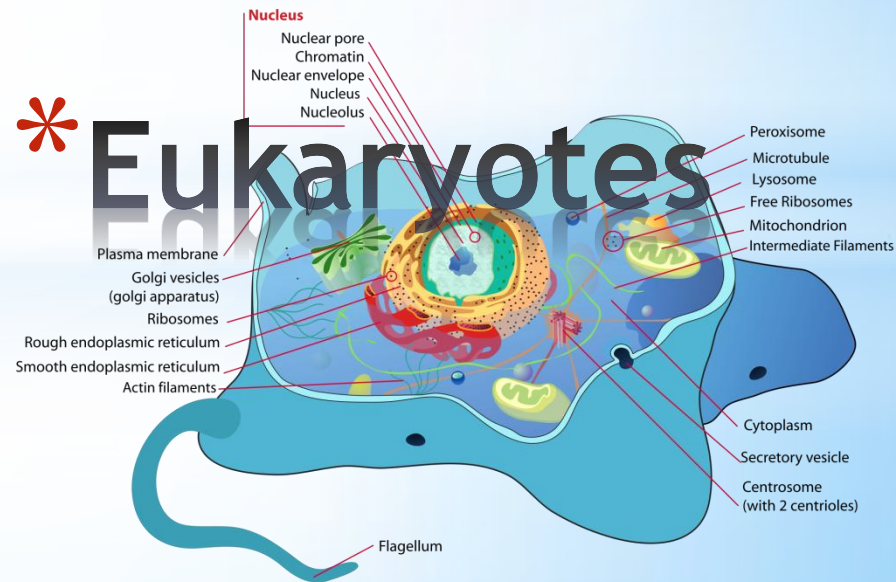 Nucleus
Nuclear pore
Chromatin
Nuclear envelope
Nucleus
Nucleolus
*Eukaryotes
Plasma membrane
Golgi vesicles
(golgi apparatus)
Ribosomes
Rough endoplasmic reticulum
Smooth endoplasmic reticulum
Actin filaments
Peroxisome
Microtubule
Lysosome
Free Ribosomes
Mitochondrion
Intermediate Filaments
Cytoplasm
Secretory vesicle
Centrosome
(with 2 centrioles)
Flagellum